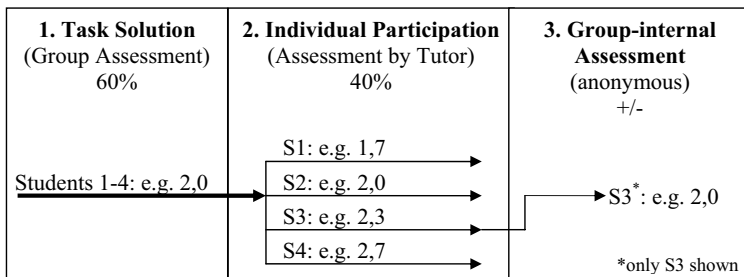 1. Task Solution
(Group Assessment)
60%
2. Individual Participation
(Assessment by Tutor)
40%
3. Group-internal
Assessment
(anonymous)
+/-
Students 1-4: e.g. 2,0
S1: e.g. 1,7
S2: e.g. 2,0
S3: e.g. 2,3
S4: e.g. 2,7
S3*: e.g. 2,0
*only S3 shown